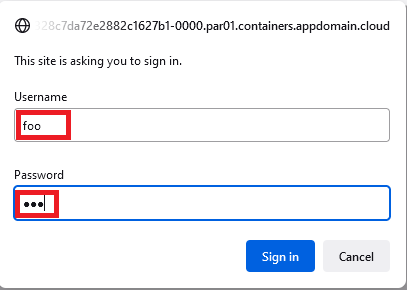 28c7da72e2882c1627b1-0000.par01.containers.appdomain.cloud
This site is asking you to sign in.
Username
foo
Password
•••
Sign in
Cancel